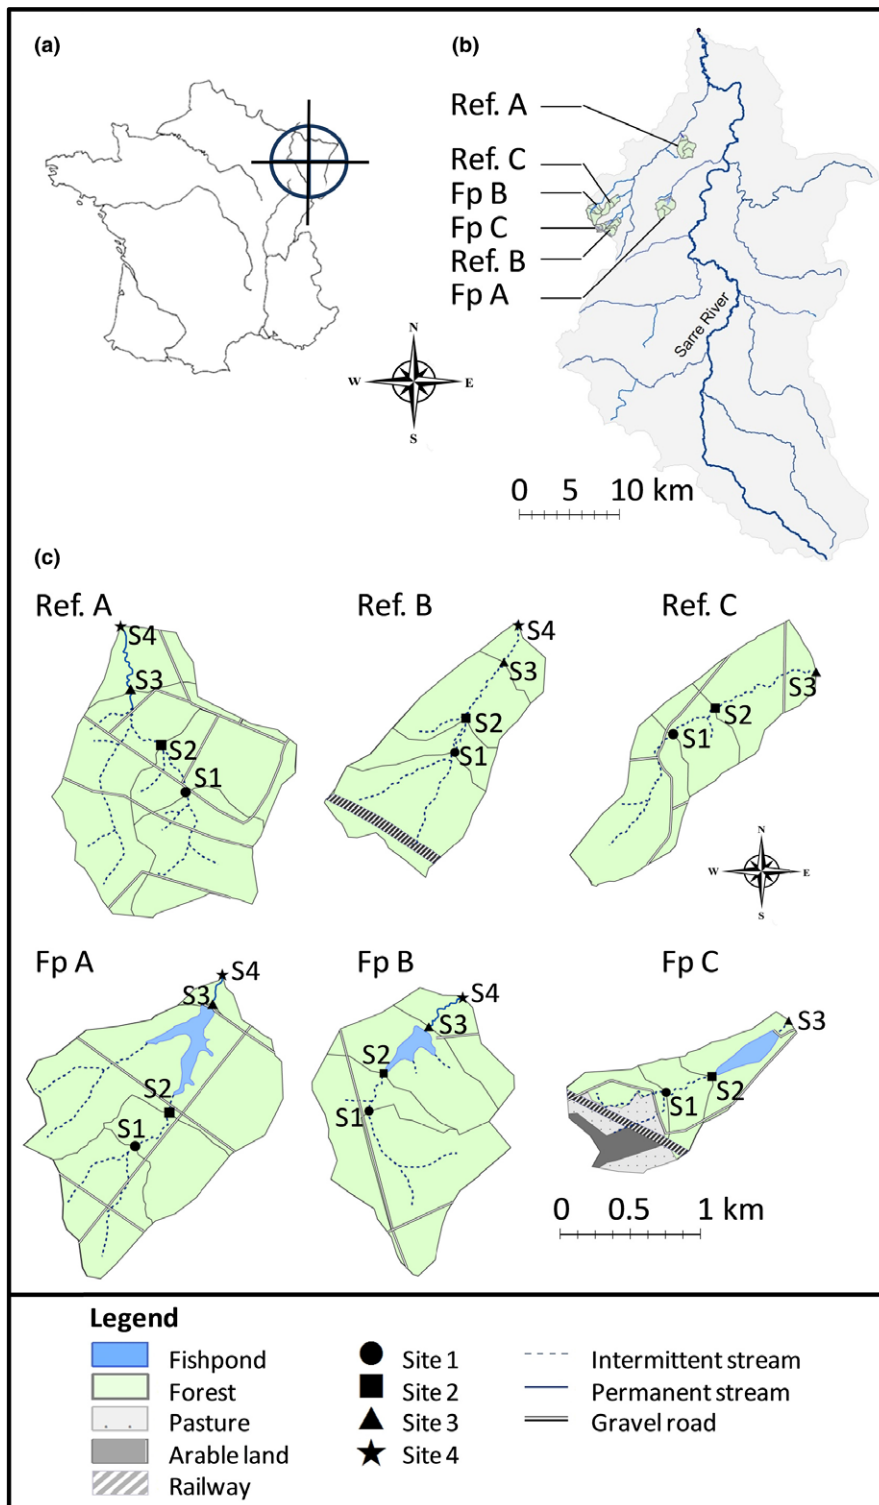 (a)
(b)
Ref. A
Ref. C
Fp B
Fp C
Ref. B
Fp A
Sarre River
N
W
E
S
0 5 10 km
(c)
Ref. A
S4
S3
S2
S1
Ref. B
S4
S3
S2
S1
Ref. C
S3
S2
S1
N
W
E
S
Fp A
S4
S3
S2
S1
Fp B
S4
S3
S2
S1
Fp C
S3
S2
S1
0 0.5 1 km
Legend
Fishpond
Forest
Pasture
Arable land
Railway
Site 1
Site 2
Site 3
Site 4
Intermittent stream
Permanent stream
Gravel road